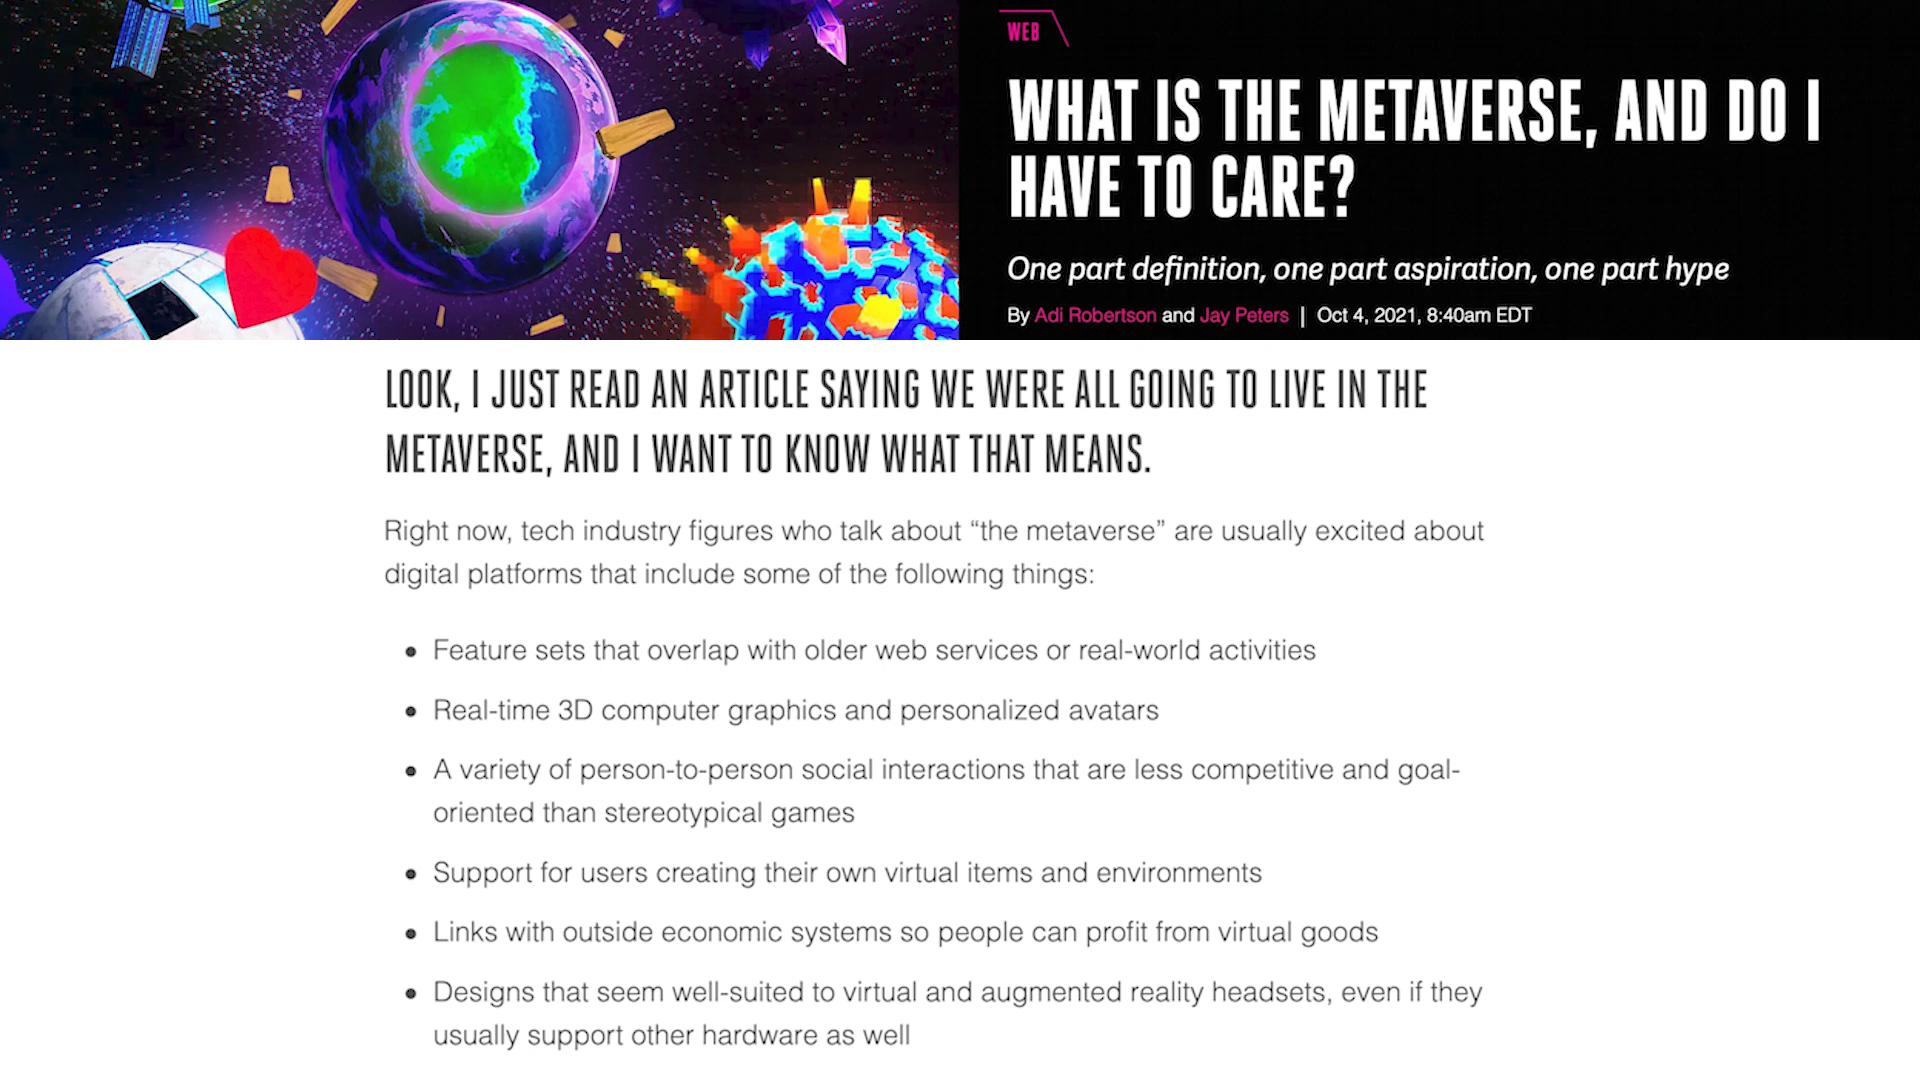 WEB
WHAT IS THE METAVERSE, AND DO I
HAVE TO CARE?
One part definition, one part aspiration, one part hype
By Adi Robertson and Jay Peters | Oct 4, 2021, 8:40am EDT
LOOK, I JUST READ AN ARTICLE SAYING WE WERE ALL GOING TO LIVE IN THE
METAVERSE, AND I WANT TO KNOW WHAT THAT MEANS.
Right now, tech industry figures who talk about “the metaverse” are usually excited about
digital platforms that include some of the following things:
• Feature sets that overlap with older web services or real-world activities
• Real-time 3D computer graphics and personalized avatars
• A variety of person-to-person social interactions that are less competitive and goal-
oriented than stereotypical games
• Support for users creating their own virtual items and environments
• Links with outside economic systems so people can profit from virtual goods
• Designs that seem well-suited to virtual and augmented reality headsets, even if they
usually support other hardware as well